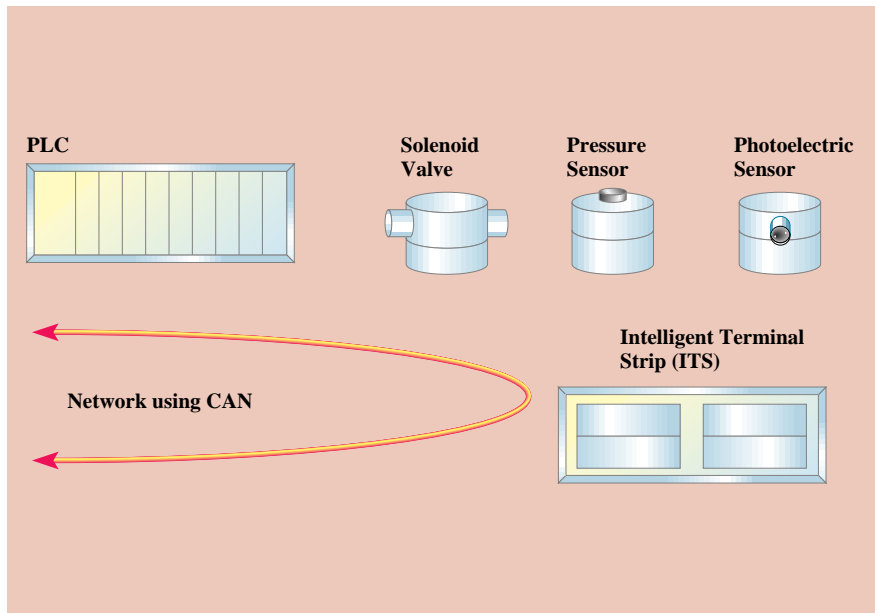 PLC
Solenoid
Valve
Pressure
Sensor
Photoelectric
Sensor
Intelligent Terminal
Strip (ITS)
Network using CAN